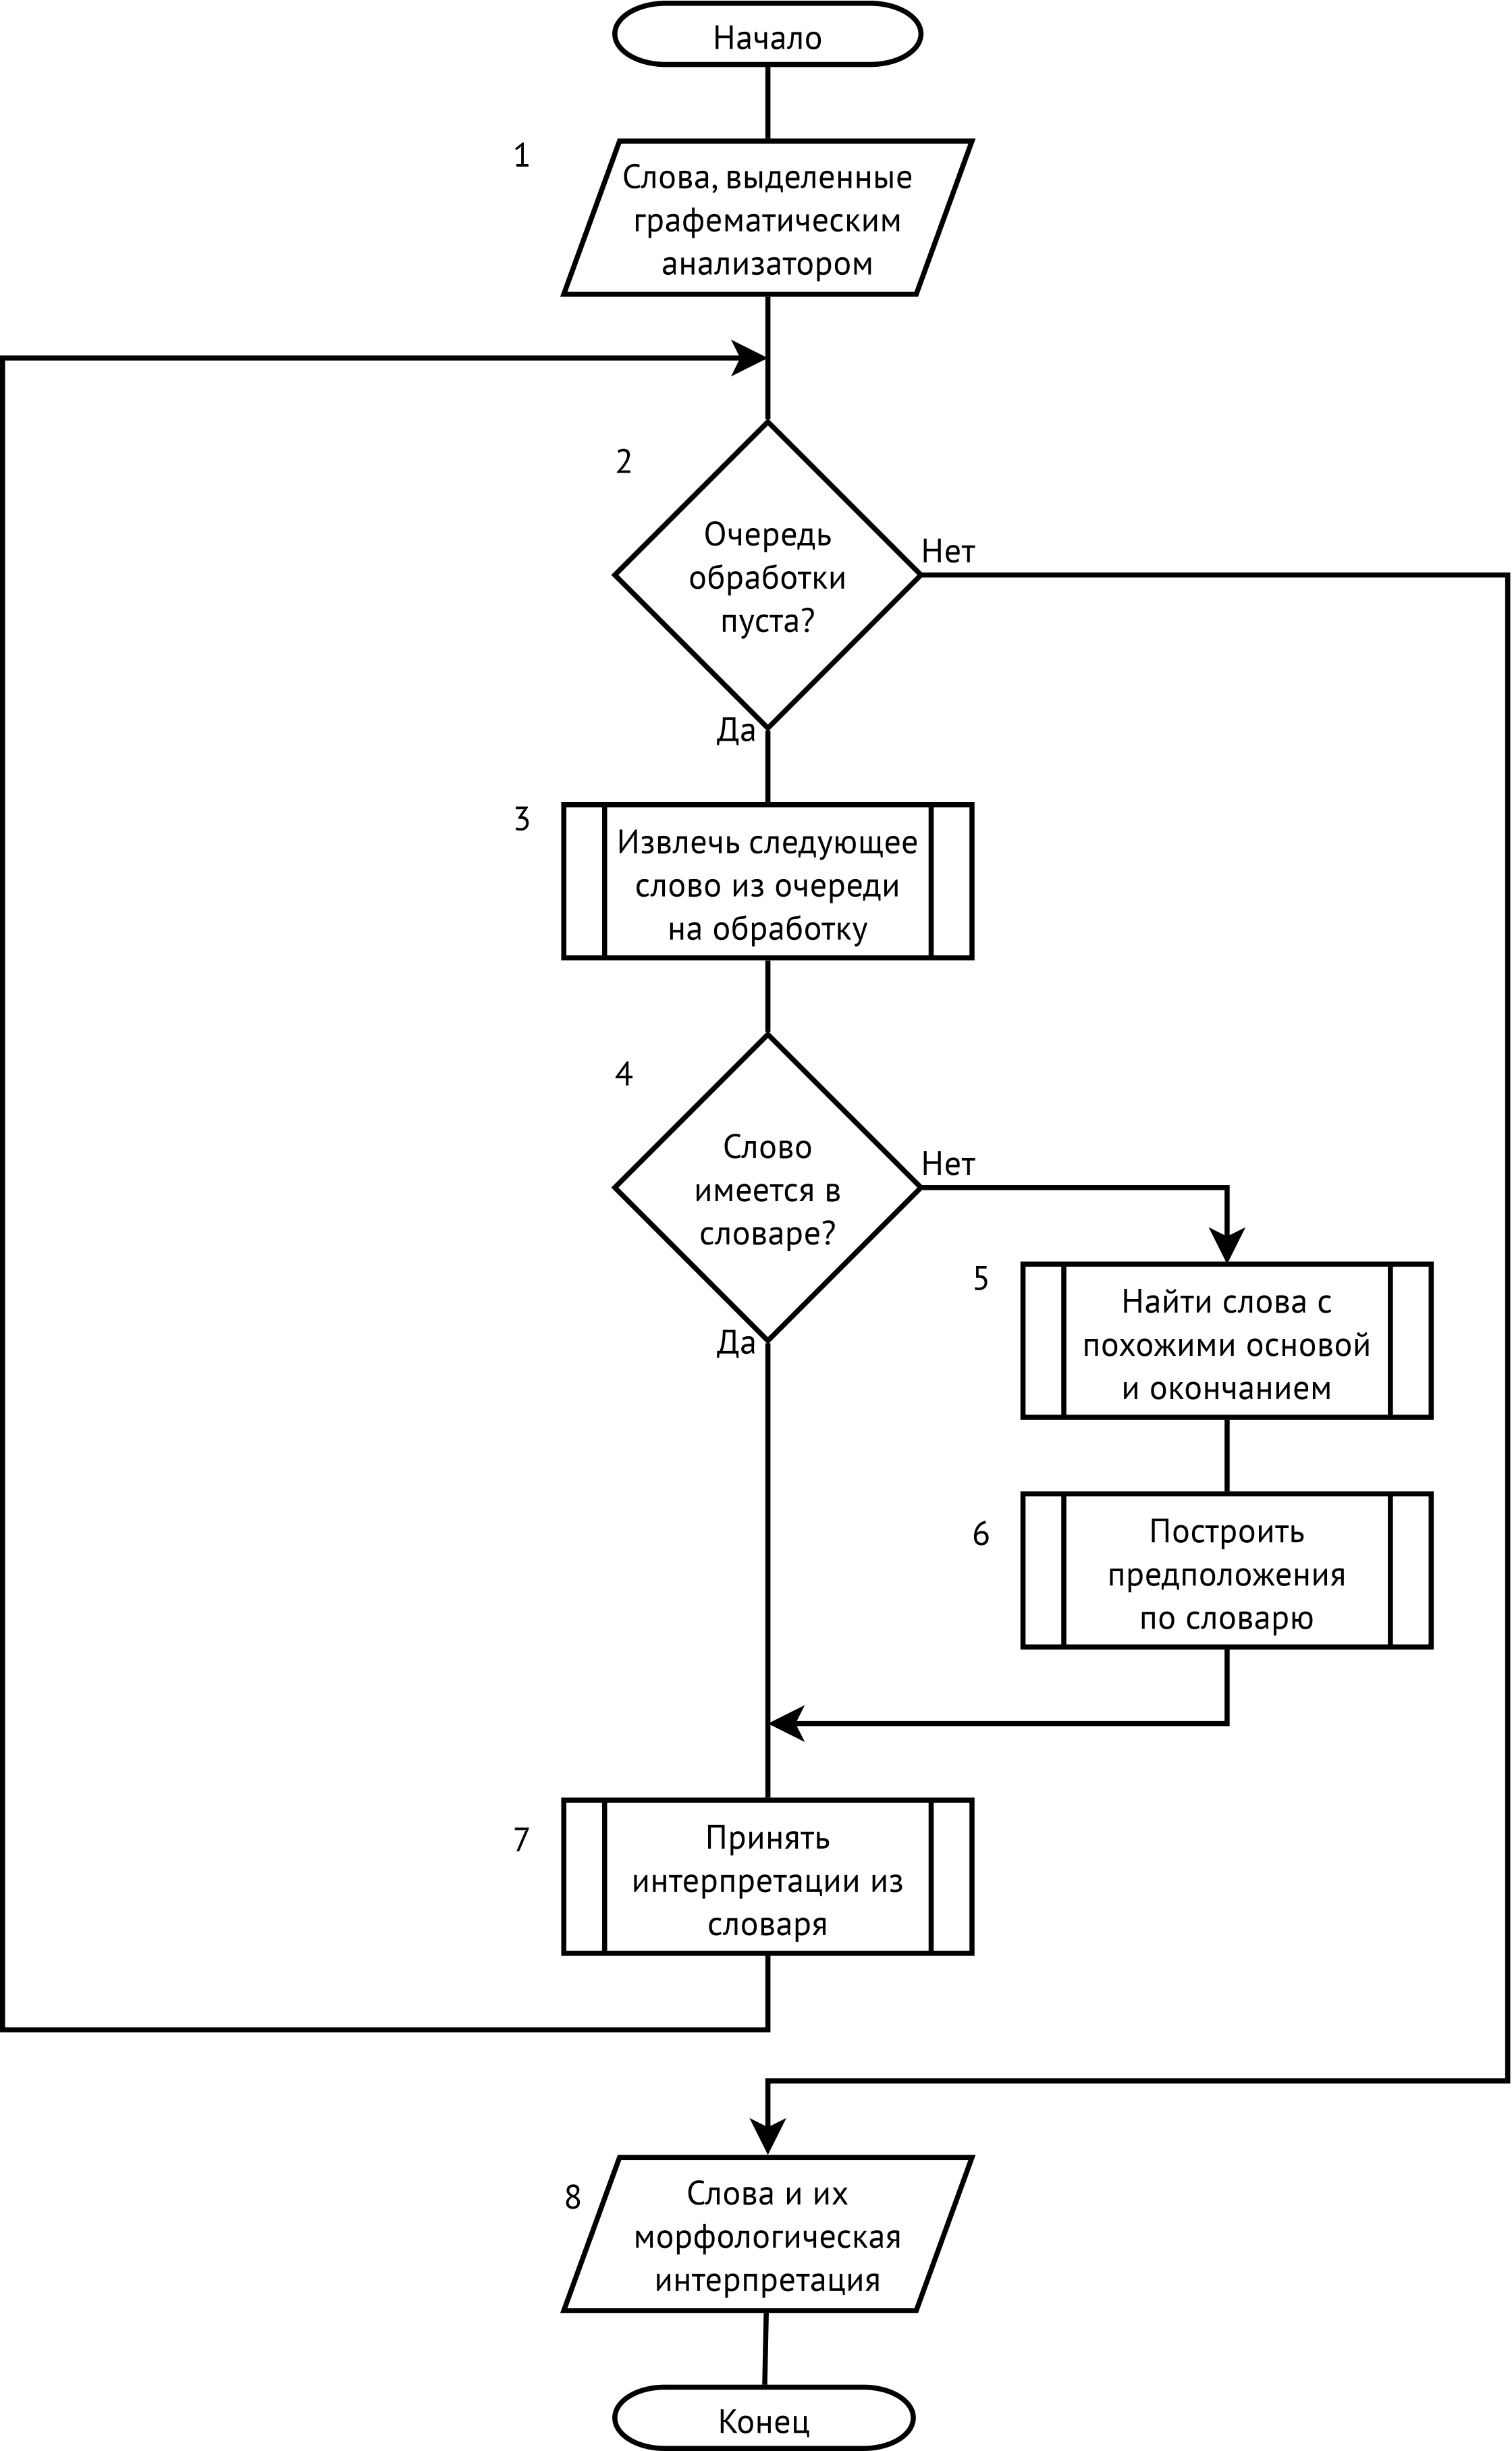 Начало
1
Слова, выделенные
графематическим
анализатором
2
Очередь
обработки
пуста?
Нет
Да
3
Извлечь следующее
слово из очереди
на обработку
4
Слово
имеется в
словаре?
Нет
Да
5
Найти слова с
похожими основой
и окончанием
6
Построить
предположения
по словарю
7
Принять
интерпретации из
словаря
8
Слова и их
морфологическая
интерпретация
Конец